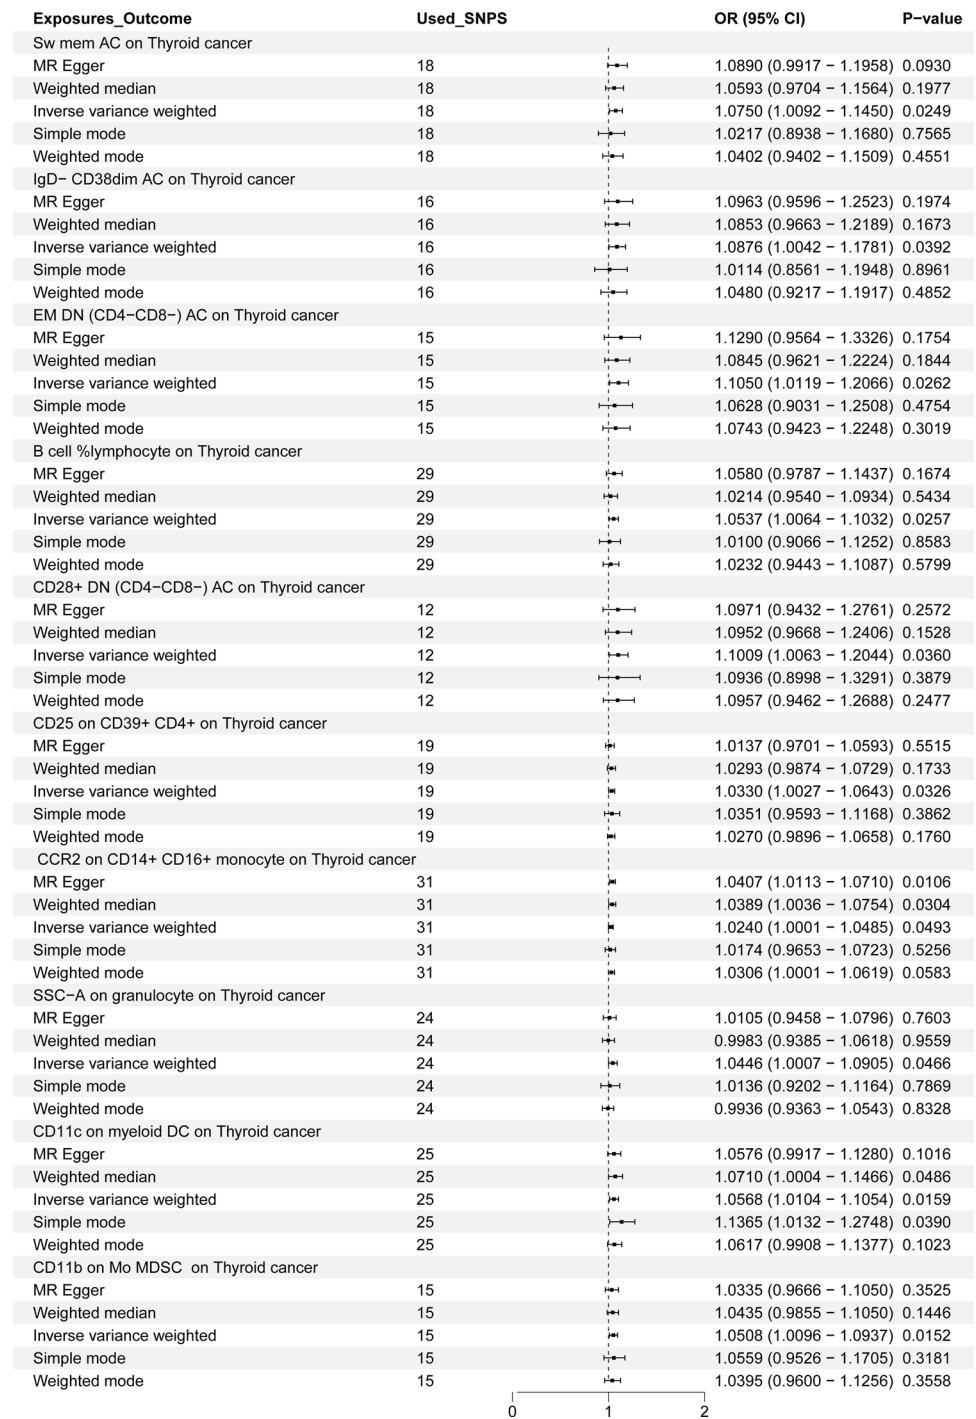 Exposures_Outcome Used_SNPS OR (95% CI) P−value
Sw mem AC on Thyroid cancer
MR Egger 18 1.0890 (0.9917 − 1.1958) 0.0930
Weighted median 18 1.0593 (0.9704 − 1.1564) 0.1977
Inverse variance weighted 18 1.0750 (1.0092 − 1.1450) 0.0249
Simple mode 18 1.0217 (0.8938 − 1.1680) 0.7565
Weighted mode 18 1.0402 (0.9402 − 1.1509) 0.4551
IgD− CD38dim AC on Thyroid cancer
MR Egger 16 1.0963 (0.9596 − 1.2523) 0.1974
Weighted median 16 1.0853 (0.9663 − 1.2189) 0.1673
Inverse variance weighted 16 1.0876 (1.0042 − 1.1781) 0.0392
Simple mode 16 1.0114 (0.8561 − 1.1948) 0.8961
Weighted mode 16 1.0480 (0.9217 − 1.1917) 0.4852
EM DN (CD4−CD8−) AC on Thyroid cancer
MR Egger 15 1.1290 (0.9564 − 1.3326) 0.1754
Weighted median 15 1.0845 (0.9621 − 1.2224) 0.1844
Inverse variance weighted 15 1.1050 (1.0119 − 1.2066) 0.0262
Simple mode 15 1.0628 (0.9031 − 1.2508) 0.4754
Weighted mode 15 1.0743 (0.9423 − 1.2248) 0.3019
B cell %lymphocyte on Thyroid cancer
MR Egger 29 1.0580 (0.9787 − 1.1437) 0.1674
Weighted median 29 1.0214 (0.9540 − 1.0934) 0.5434
Inverse variance weighted 29 1.0537 (1.0064 − 1.1032) 0.0257
Simple mode 29 1.0100 (0.9066 − 1.1252) 0.8583
Weighted mode 29 1.0232 (0.9443 − 1.1087) 0.5799
CD28+ DN (CD4−CD8−) AC on Thyroid cancer
MR Egger 12 1.0971 (0.9432 − 1.2761) 0.2572
Weighted median 12 1.0952 (0.9668 − 1.2406) 0.1528
Inverse variance weighted 12 1.1009 (1.0063 − 1.2044) 0.0360
Simple mode 12 1.0936 (0.8998 − 1.3291) 0.3879
Weighted mode 12 1.0957 (0.9462 − 1.2688) 0.2477
CD25 on CD39+ CD4+ on Thyroid cancer
MR Egger 19 1.0137 (0.9701 − 1.0593) 0.5515
Weighted median 19 1.0293 (0.9874 − 1.0729) 0.1733
Inverse variance weighted 19 1.0330 (1.0027 − 1.0643) 0.0326
Simple mode 19 1.0351 (0.9593 − 1.1168) 0.3862
Weighted mode 19 1.0270 (0.9896 − 1.0658) 0.1760
CCR2 on CD14+ CD16+ monocyte on Thyroid cancer
MR Egger 31 1.0407 (1.0113 − 1.0710) 0.0106
Weighted median 31 1.0389 (1.0036 − 1.0754) 0.0304
Inverse variance weighted 31 1.0240 (1.0001 − 1.0485) 0.0493
Simple mode 31 1.0174 (0.9653 − 1.0723) 0.5256
Weighted mode 31 1.0306 (1.0001 − 1.0619) 0.0583
SSC−A on granulocyte on Thyroid cancer
MR Egger 24 1.0105 (0.9458 − 1.0796) 0.7603
Weighted median 24 0.9983 (0.9385 − 1.0618) 0.9559
Inverse variance weighted 24 1.0446 (1.0007 − 1.0905) 0.0466
Simple mode 24 1.0136 (0.9202 − 1.1164) 0.7869
Weighted mode 24 0.9936 (0.9363 − 1.0543) 0.8328
CD11c on myeloid DC on Thyroid cancer
MR Egger 25 1.0576 (0.9917 − 1.1280) 0.1016
Weighted median 25 1.0710 (1.0004 − 1.1466) 0.0486
Inverse variance weighted 25 1.0568 (1.0104 − 1.1054) 0.0159
Simple mode 25 1.1365 (1.0132 − 1.2748) 0.0390
Weighted mode 25 1.0617 (0.9908 − 1.1377) 0.1023
CD11b on Mo MDSC on Thyroid cancer
MR Egger 15 1.0335 (0.9666 − 1.1050) 0.3525
Weighted median 15 1.0435 (0.9855 − 1.1050) 0.1446
Inverse variance weighted 15 1.0508 (1.0096 − 1.0937) 0.0152
Simple mode 15 1.0559 (0.9526 − 1.1705) 0.3181
Weighted mode 15 1.0395 (0.9600 − 1.1256) 0.3558
0 1 2